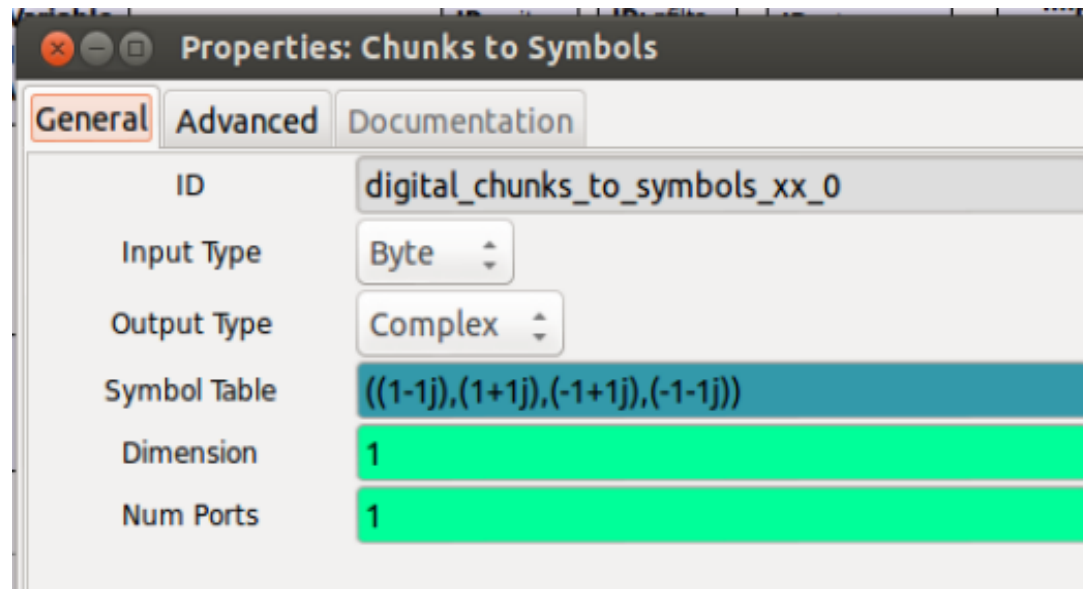 Properties: Chunks to Symbols
General Advanced Documentation
ID digital_chunks_to_symbols_xx_0
Input Type Byte
Output Type Complex
Symbol Table ((1-1j),(1+1j),(-1+1j),(-1-1j))
Dimension 1
Num Ports 1